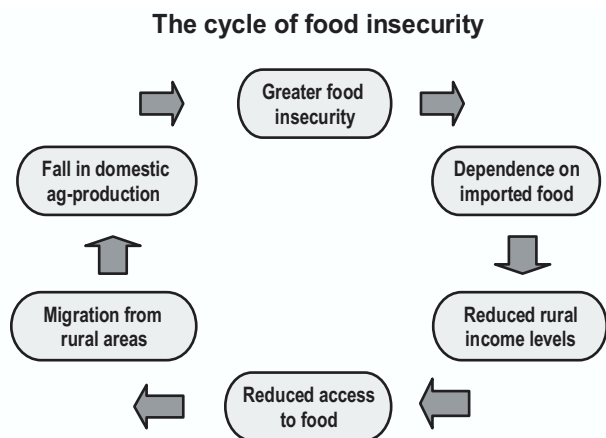 The cycle of food insecurity
Greater food
insecurity
Dependence on
imported food
Reduced rural
income levels
Reduced access
to food
Migration from
rural areas
Fall in domestic
ag-production